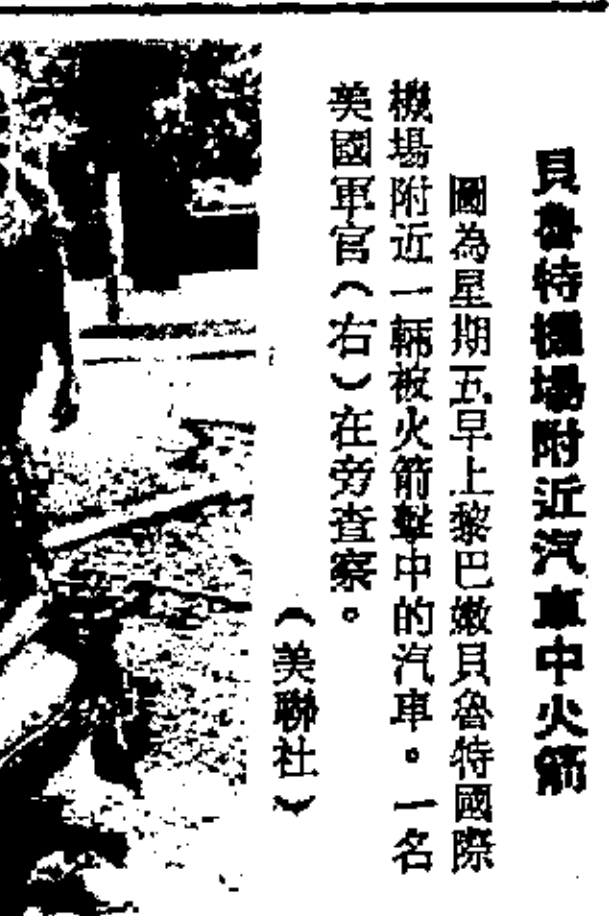 貝魯特機場附近汽車中火箭
圖為星期五早上黎巴嫩貝魯特國際
機場附近一輛被火箭擊中的汽車。一名
美國軍官（右）在旁查察。
（美聯社）